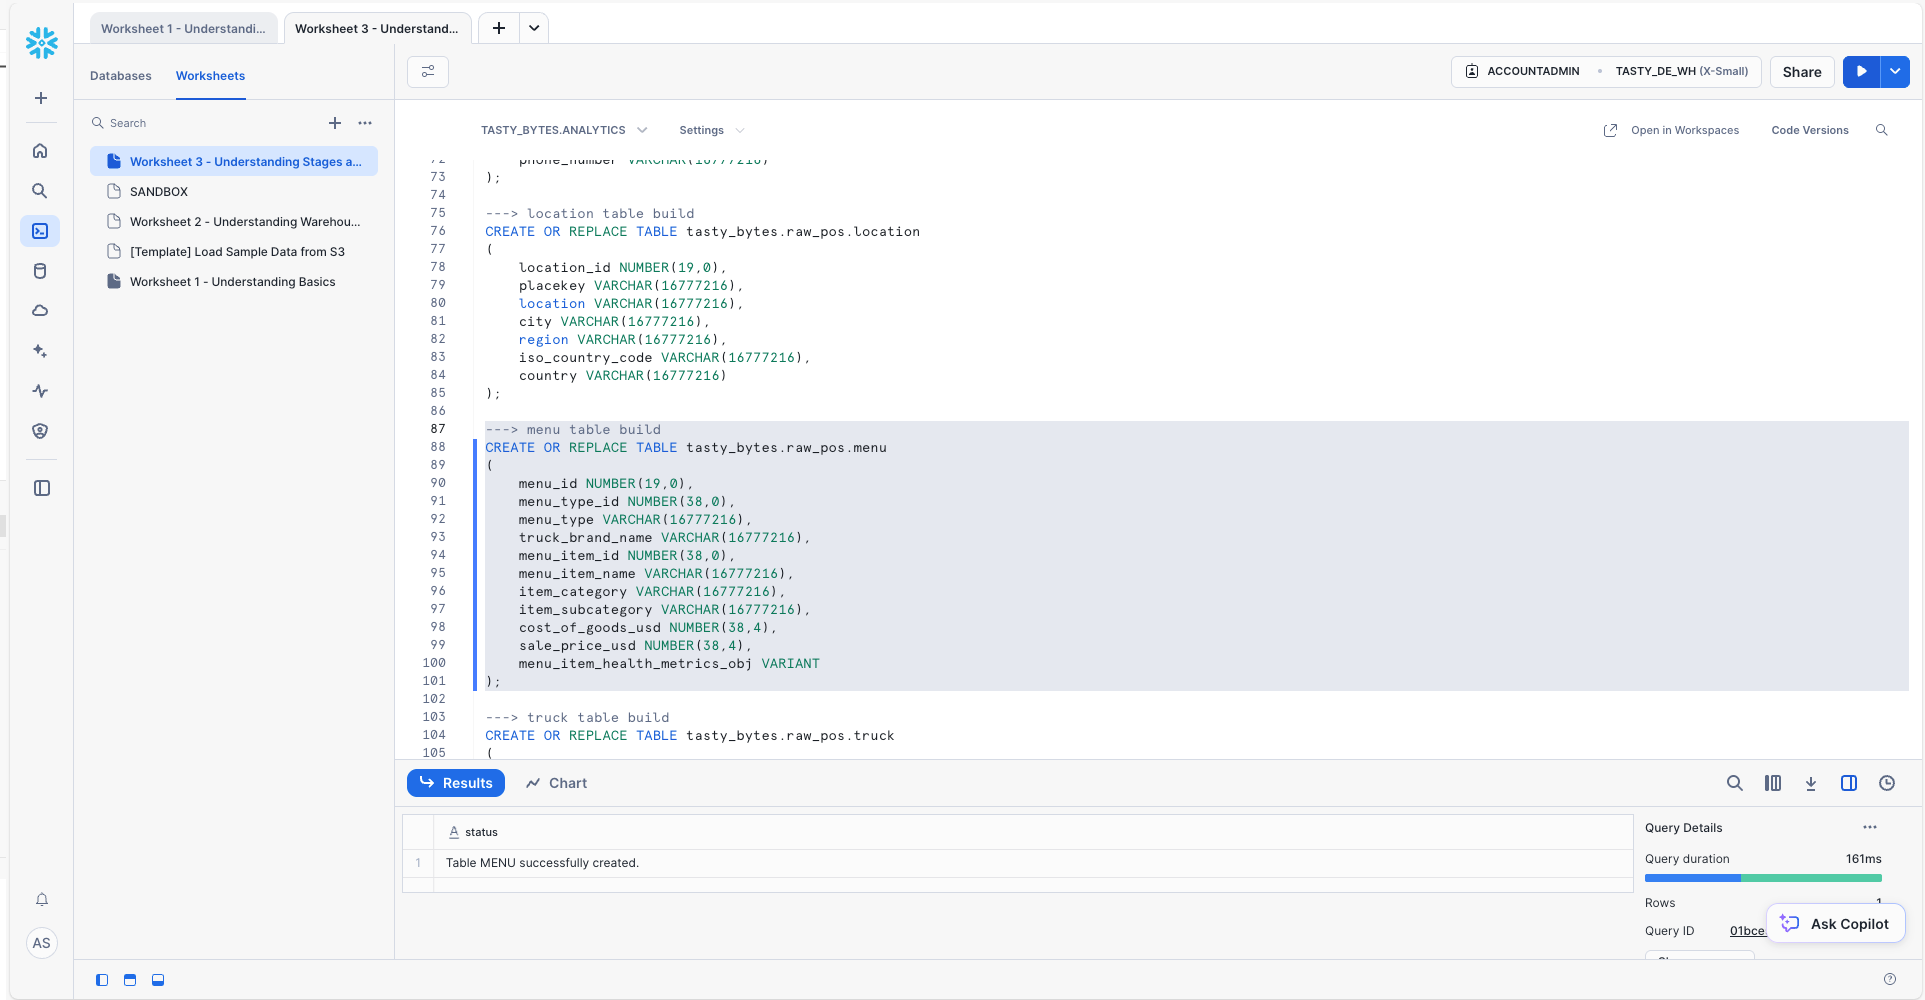 Worksheet 1 - Understandi...
Worksheet 3 - Understand...
Databases
Worksheets
ACCOUNTADMIN
TASTY_DE_WH (X-Small)
Share
Search
Worksheet 3 - Understanding Stages a...
SANDBOX
Worksheet 2 - Understanding Warehou...
[Template] Load Sample Data from S3
Worksheet 1 - Understanding Basics
AS
TASTY_BYTES.ANALYTICS
Settings
Open in Workspaces
Code Versions
72 phone_number VARCHAR(16777216)
73 );
74
75 ---> location table build
76 CREATE OR REPLACE TABLE tasty_bytes.raw_pos.location
77 (
78 location_id NUMBER(19,0),
79 placekey VARCHAR(16777216),
80 location VARCHAR(16777216),
81 city VARCHAR(16777216),
82 region VARCHAR(16777216),
83 iso_country_code VARCHAR(16777216),
84 country VARCHAR(16777216)
85 );
86
87 ---> menu table build
88 CREATE OR REPLACE TABLE tasty_bytes.raw_pos.menu
89 (
90 menu_id NUMBER(19,0),
91 menu_type_id NUMBER(38,0),
92 menu_type VARCHAR(16777216),
93 truck_brand_name VARCHAR(16777216),
94 menu_item_id NUMBER(38,0),
95 menu_item_name VARCHAR(16777216),
96 item_category VARCHAR(16777216),
97 item_subcategory VARCHAR(16777216),
98 cost_of_goods_usd NUMBER(38,4),
99 sale_price_usd NUMBER(38,4),
100 menu_item_health_metrics_obj VARIANT
101 );
102
103 ---> truck table build
104 CREATE OR REPLACE TABLE tasty_bytes.raw_pos.truck
105 (
Results
Chart
A status
1 Table MENU successfully created.
Query Details
Query duration 161ms
Rows 1
Query ID 01bce
Ask Copilot